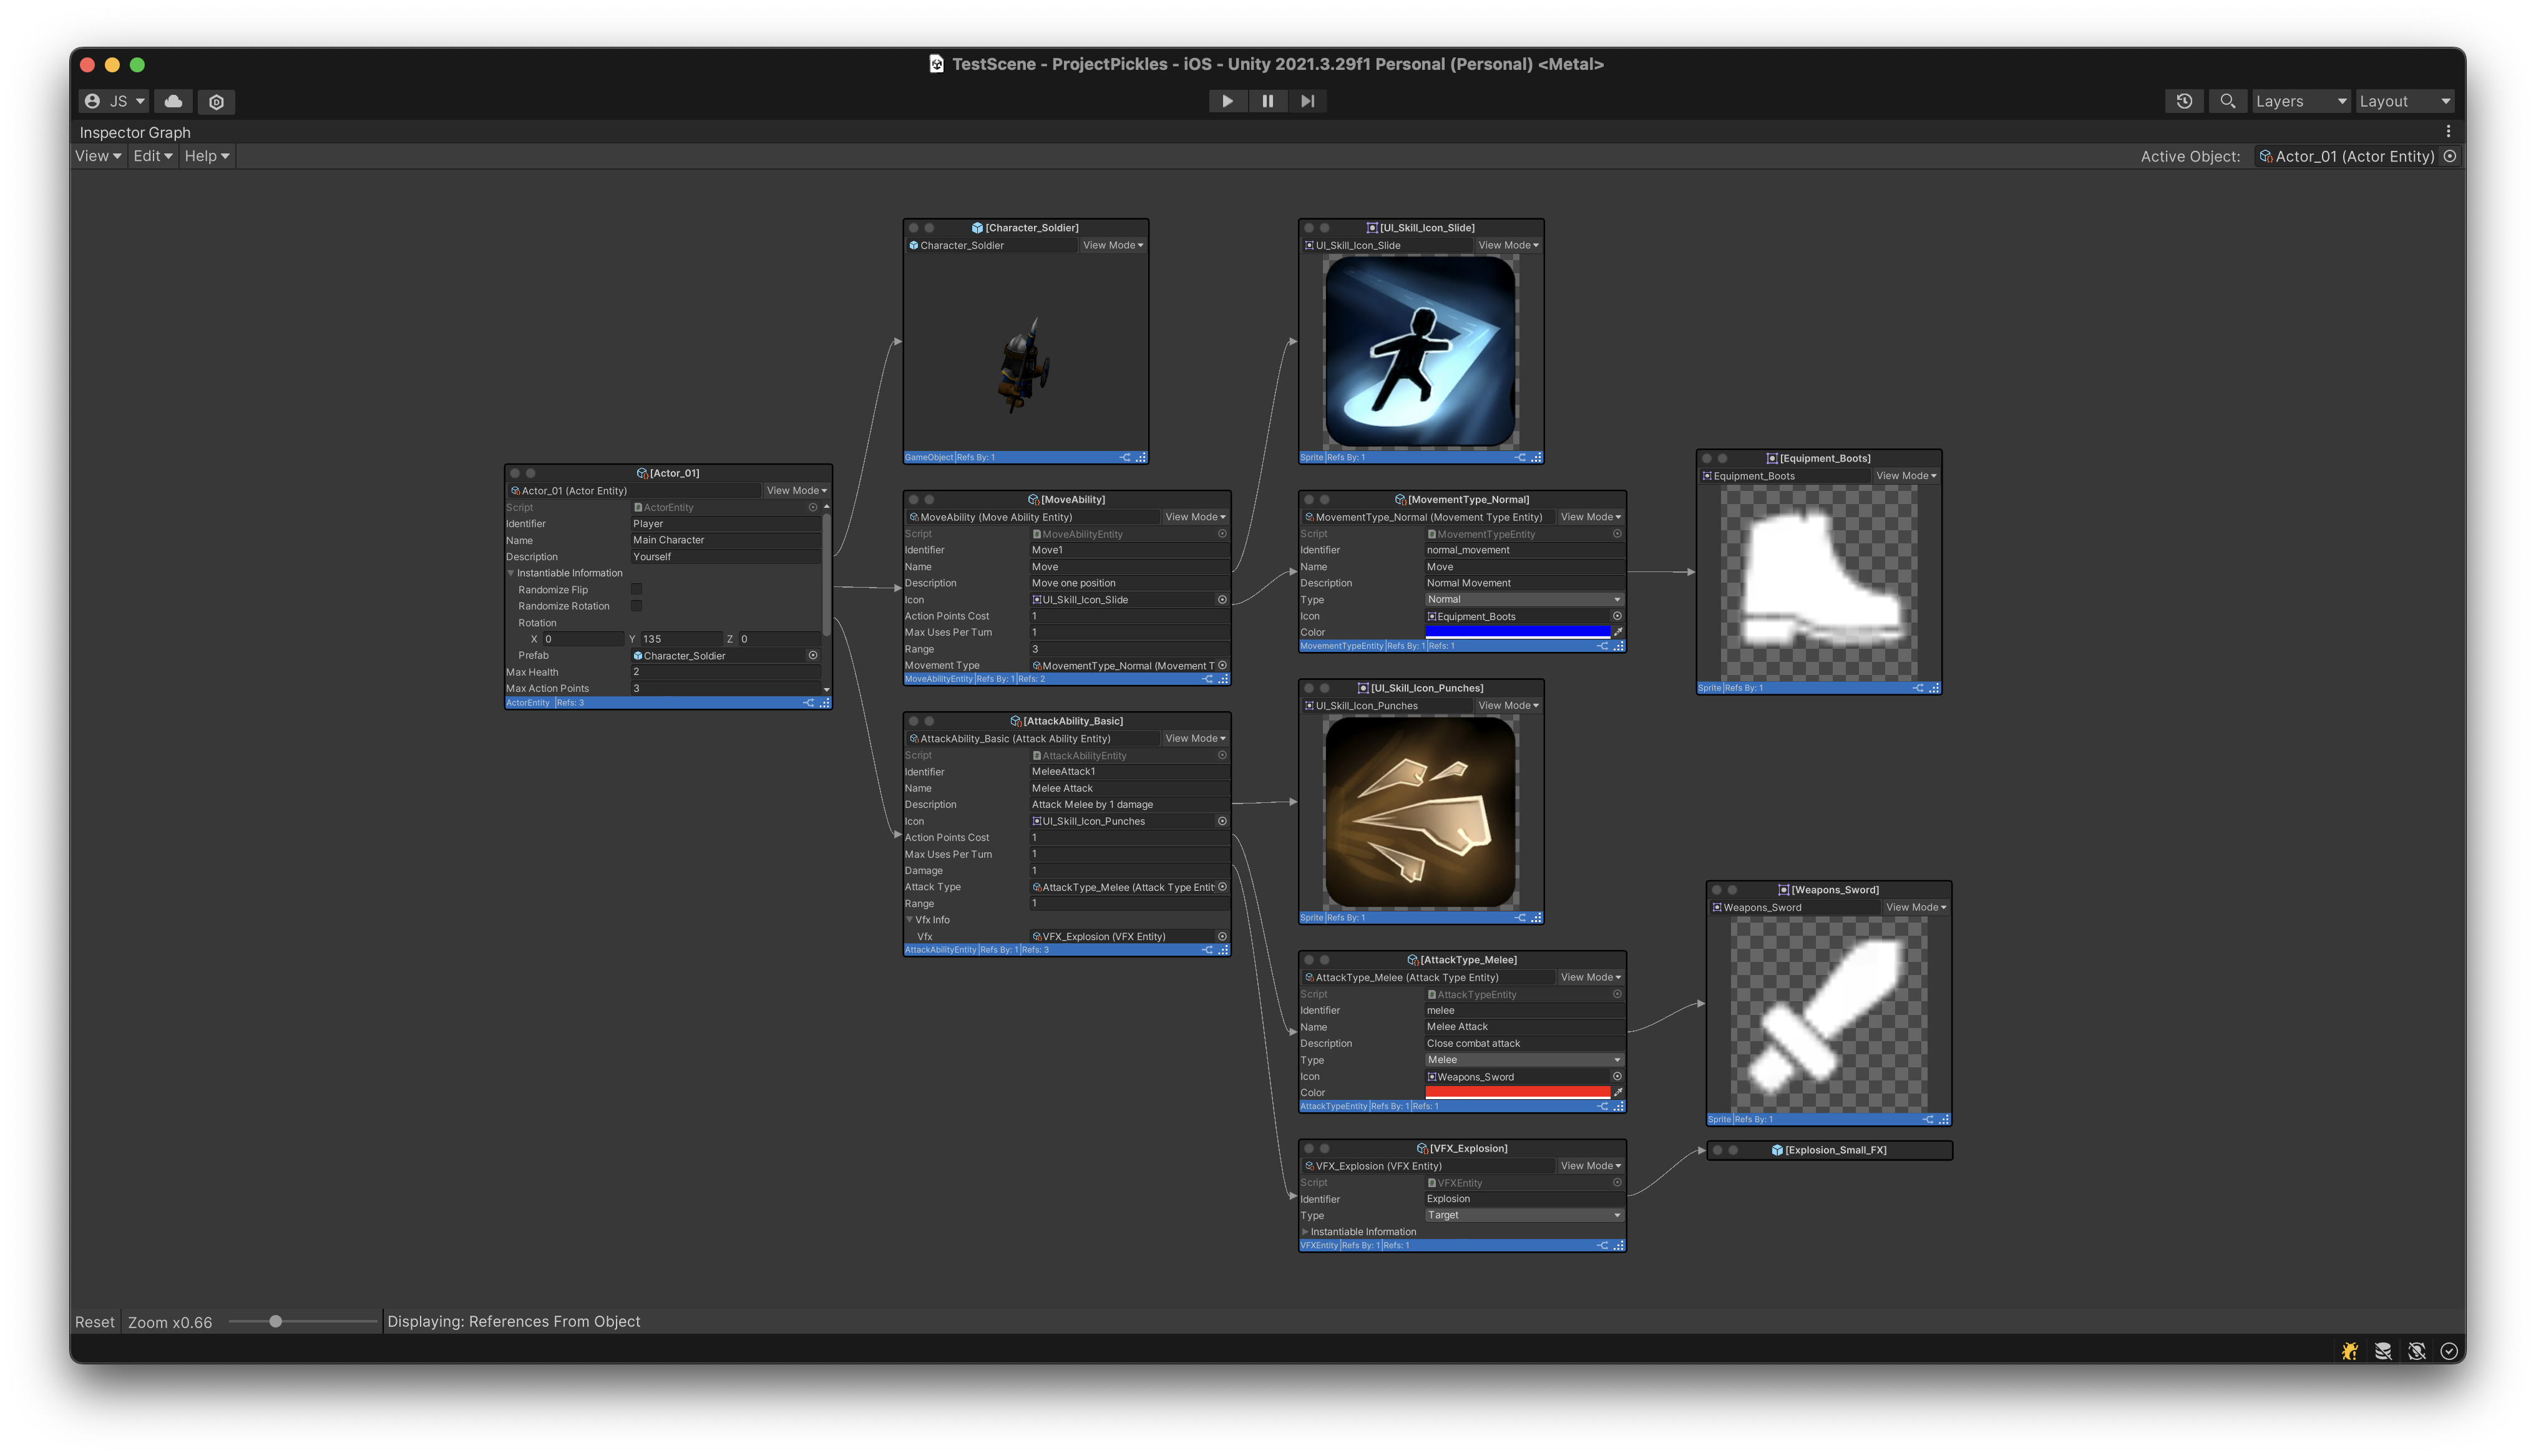 TestScene - ProjectPickles - iOS - Unity 2021.3.29f1 Personal (Personal) <Metal>
JS
Layers
Layout
Inspector Graph
View
Edit
Help
Active Object:
Actor_01 (Actor Entity)
[Actor_01]
Actor_01 (Actor Entity)
View Mode
Script ActorEntity
Identifier Player
Name Main Character
Description Yourself
Instantiable Information
Randomize Flip
Randomize Rotation
Rotation
X 0 Y 135 Z 0
Prefab Character_Soldier
Max Health 2
Max Action Points 3
ActorEntity |Refs: 3
[Character_Soldier]
Character_Soldier
View Mode
GameObject|Refs By: 1
[MoveAbility]
MoveAbility (Move Ability Entity)
View Mode
Script MoveAbilityEntity
Identifier Move1
Name Move
Description Move one position
Icon UI_Skill_Icon_Slide
Action Points Cost 1
Max Uses Per Turn 1
Range 3
Movement Type MovementType_Normal (Movement T
MoveAbilityEntity|Refs By: 1|Refs: 2
[AttackAbility_Basic]
AttackAbility_Basic (Attack Ability Entity)
View Mode
Script AttackAbilityEntity
Identifier MeleeAttack1
Name Melee Attack
Description Attack Melee by 1 damage
Icon UI_Skill_Icon_Punches
Action Points Cost 1
Max Uses Per Turn 1
Damage 1
Attack Type AttackType_Melee (Attack Type Entit
Range 1
Vfx Info
Vfx VFX_Explosion (VFX Entity)
AttackAbilityEntity|Refs By: 1|Refs: 3
[UI_Skill_Icon_Slide]
UI_Skill_Icon_Slide
View Mode
Sprite|Refs By: 1
[MovementType_Normal]
MovementType_Normal (Movement Type Entity)
View Mode
Script MovementTypeEntity
Identifier normal_movement
Name Move
Description Normal Movement
Type Normal
Icon Equipment_Boots
Color
MovementTypeEntity|Refs By: 1|Refs: 1
[UI_Skill_Icon_Punches]
UI_Skill_Icon_Punches
View Mode
Sprite|Refs By: 1
[AttackType_Melee]
AttackType_Melee (Attack Type Entity)
View Mode
Script AttackTypeEntity
Identifier melee
Name Melee Attack
Description Close combat attack
Type Melee
Icon Weapons_Sword
Color
AttackTypeEntity|Refs By: 1|Refs: 1
[VFX_Explosion]
VFX_Explosion (VFX Entity)
View Mode
Script VFXEntity
Identifier Explosion
Type Target
Instantiable Information
VFXEntity|Refs By: 1|Refs: 1
[Equipment_Boots]
Equipment_Boots
View Mode
Sprite|Refs By: 1
[Weapons_Sword]
Weapons_Sword
View Mode
Sprite|Refs By: 1
[Explosion_Small_FX]
Reset
Zoom x0.66
Displaying: References From Object